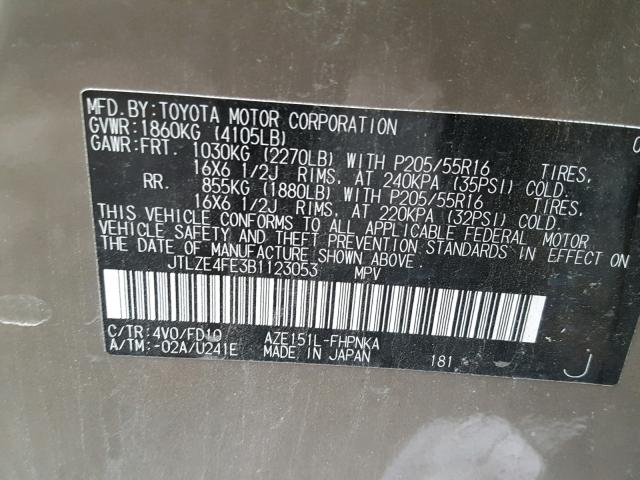 MFD.BY:TOYOTA MOTOR CORPORATION
GVWR:1860KG (4105LB)
GAWR:FRT. 1030KG (2270LB) WITH P205/55R16 TIRES,
16X6 1/2J RIMS, AT 240KPA (35PSI) COLD.
RR. 855KG (1880LB) WITH P205/55R16 TIRES,
16X6 1/2J RIMS, AT 220KPA (32PSI) COLD.
THIS VEHICLE CONFORMS TO ALL APPLICABLE FEDERAL MOTOR
VEHICLE SAFETY AND THEFT PREVENTION STANDARDS IN EFFECT ON
THE DATE OF MANUFACTURE SHOWN ABOVE.
JTLZE4FE3B1123053 MPV
C/TR:4V0/FD10 AZE151L-FHPNKA
A/TM:-02A/U241E MADE IN JAPAN 181 J